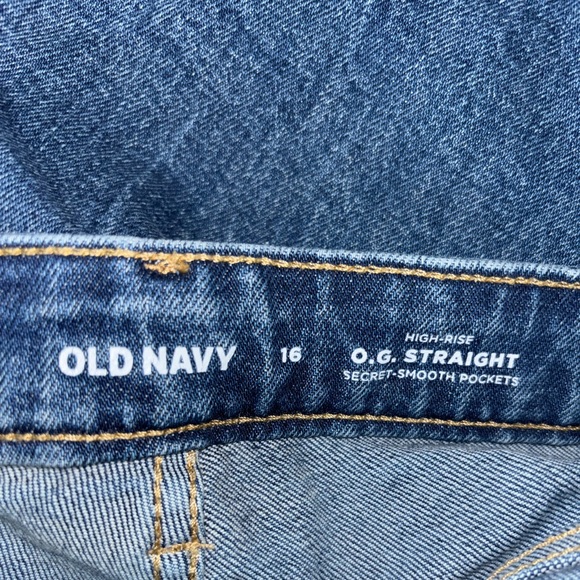 OLD NAVY
16
HIGH-RISE
O.G. STRAIGHT
SECRET-SMOOTH POCKETS